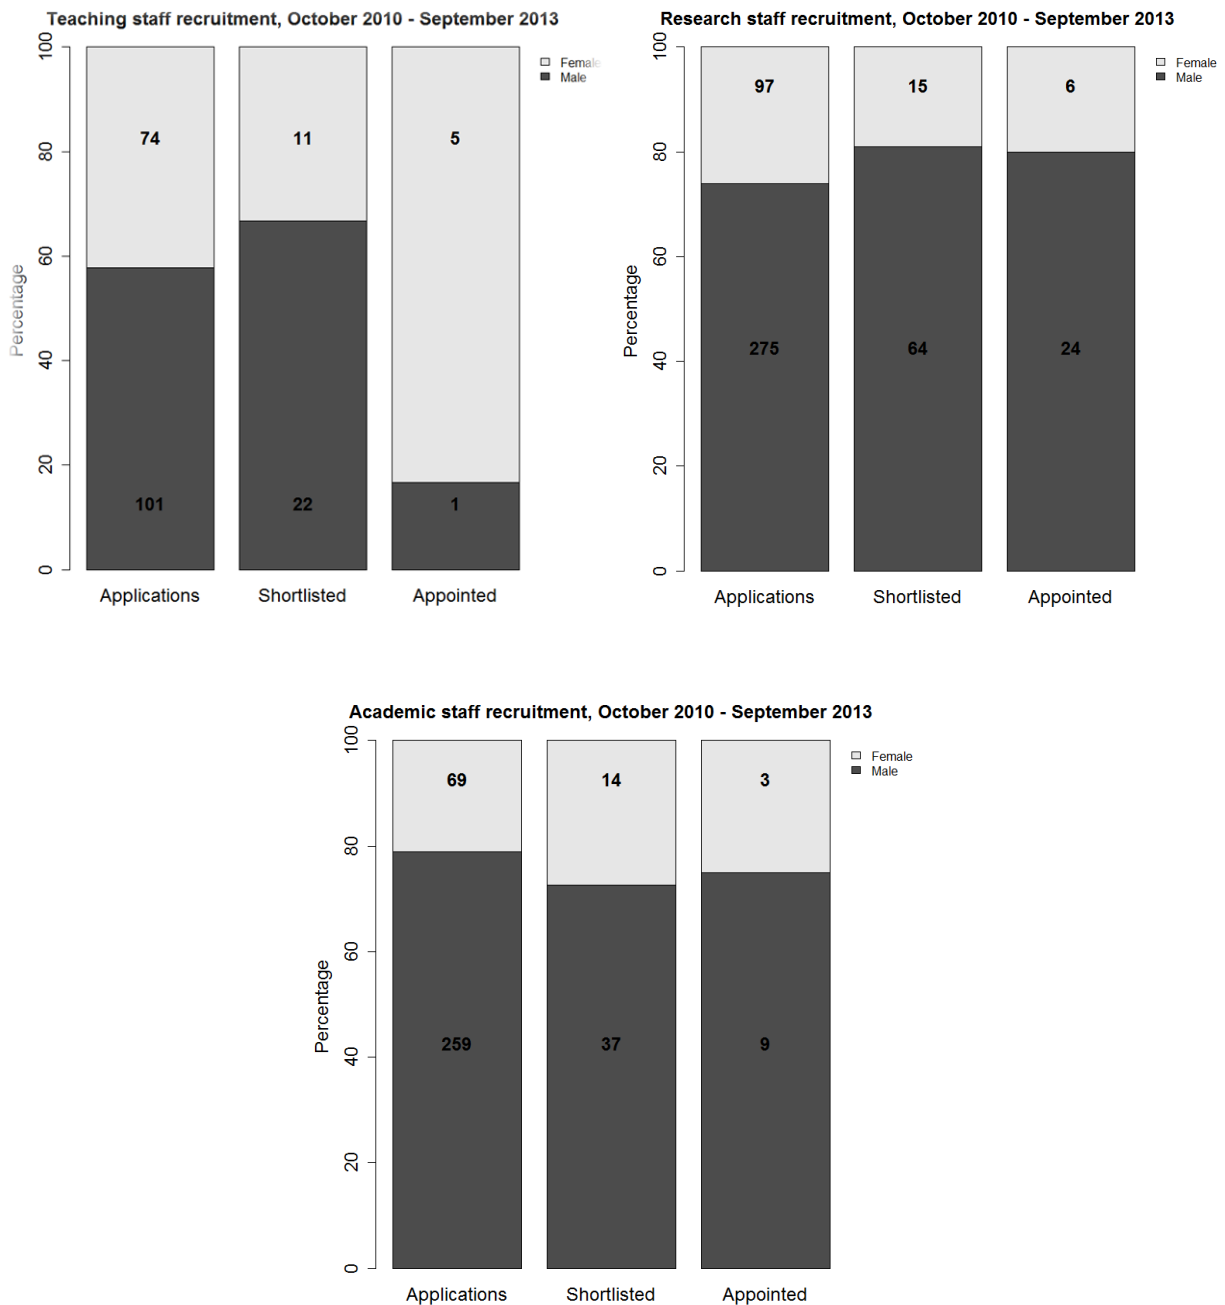 Teaching staff recruitment, October 2010 - September 2013
Female
Male
Percentage
100
80
60
40
20
0
74
11
5
101
22
1
Applications
Shortlisted
Appointed
Research staff recruitment, October 2010 - September 2013
Female
Male
Percentage
100
80
60
40
20
0
97
15
6
275
64
24
Applications
Shortlisted
Appointed
Academic staff recruitment, October 2010 - September 2013
Female
Male
Percentage
100
80
60
40
20
0
69
14
3
259
37
9
Applications
Shortlisted
Appointed